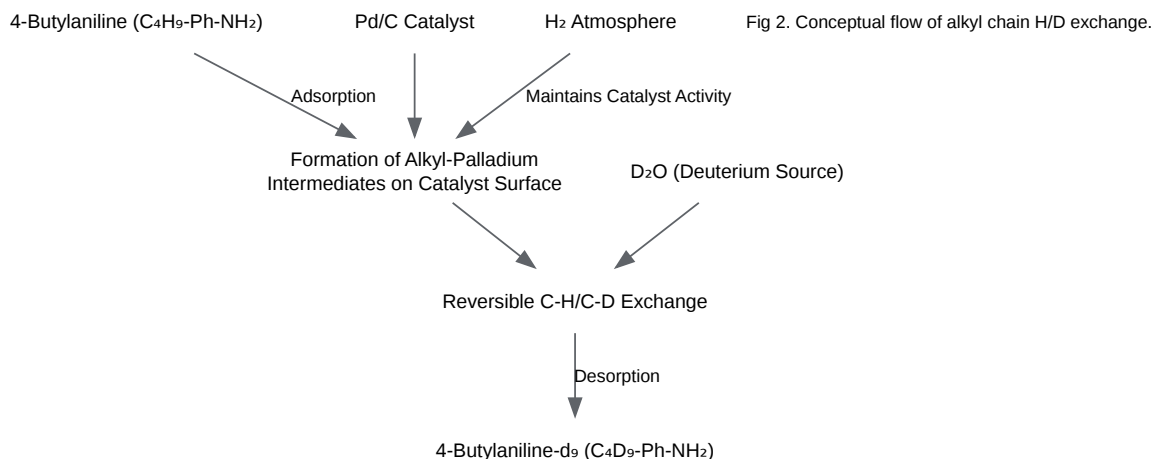 4-Butylaniline (C₄H₉-Ph-NH₂)
Pd/C Catalyst
H₂ Atmosphere
Fig 2. Conceptual flow of alkyl chain H/D exchange.
Adsorption
Maintains Catalyst Activity
Formation of Alkyl-Palladium
Intermediates on Catalyst Surface
D₂O (Deuterium Source)
Reversible C-H/C-D Exchange
Desorption
4-Butylaniline-d₉ (C₄D₉-Ph-NH₂)